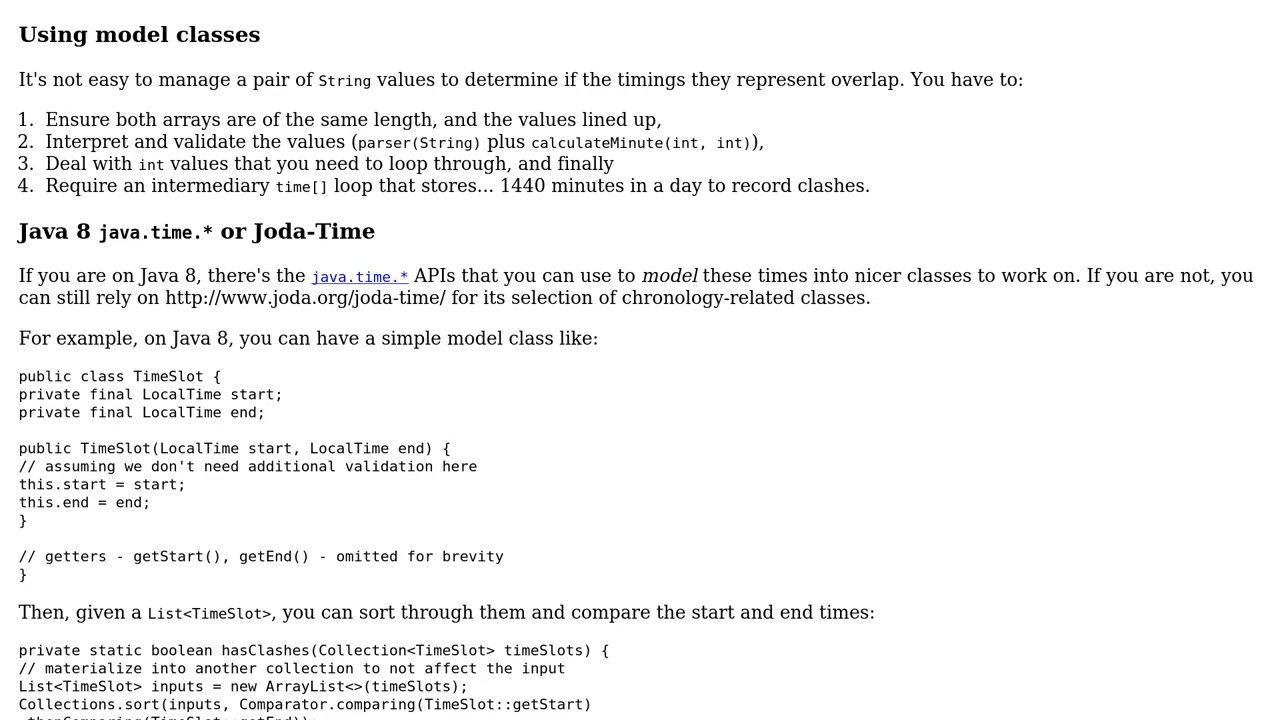 Using model classes
It's not easy to manage a pair of String values to determine if the timings they represent overlap. You have to:
1. Ensure both arrays are of the same length, and the values lined up,
2. Interpret and validate the values (parser(String) plus calculateMinute(int, int)),
3. Deal with int values that you need to loop through, and finally
4. Require an intermediary time[] loop that stores... 1440 minutes in a day to record clashes.
Java 8 java.time.* or Joda-Time
If you are on Java 8, there's the java.time.* APIs that you can use to model these times into nicer classes to work on. If you are not, you
can still rely on http://www.joda.org/joda-time/ for its selection of chronology-related classes.
For example, on Java 8, you can have a simple model class like:
public class TimeSlot {
private final LocalTime start;
private final LocalTime end;
public TimeSlot(LocalTime start, LocalTime end) {
// assuming we don't need additional validation here
this.start = start;
this.end = end;
}
// getters - getStart(), getEnd() - omitted for brevity
}
Then, given a List<TimeSlot>, you can sort through them and compare the start and end times:
private static boolean hasClashes(Collection<TimeSlot> timeSlots) {
// materialize into another collection to not affect the input
List<TimeSlot> inputs = new ArrayList<>(timeSlots);
Collections.sort(inputs, Comparator.comparing(TimeSlot::getStart)
.thenComparing(TimeSlot::getEnd));